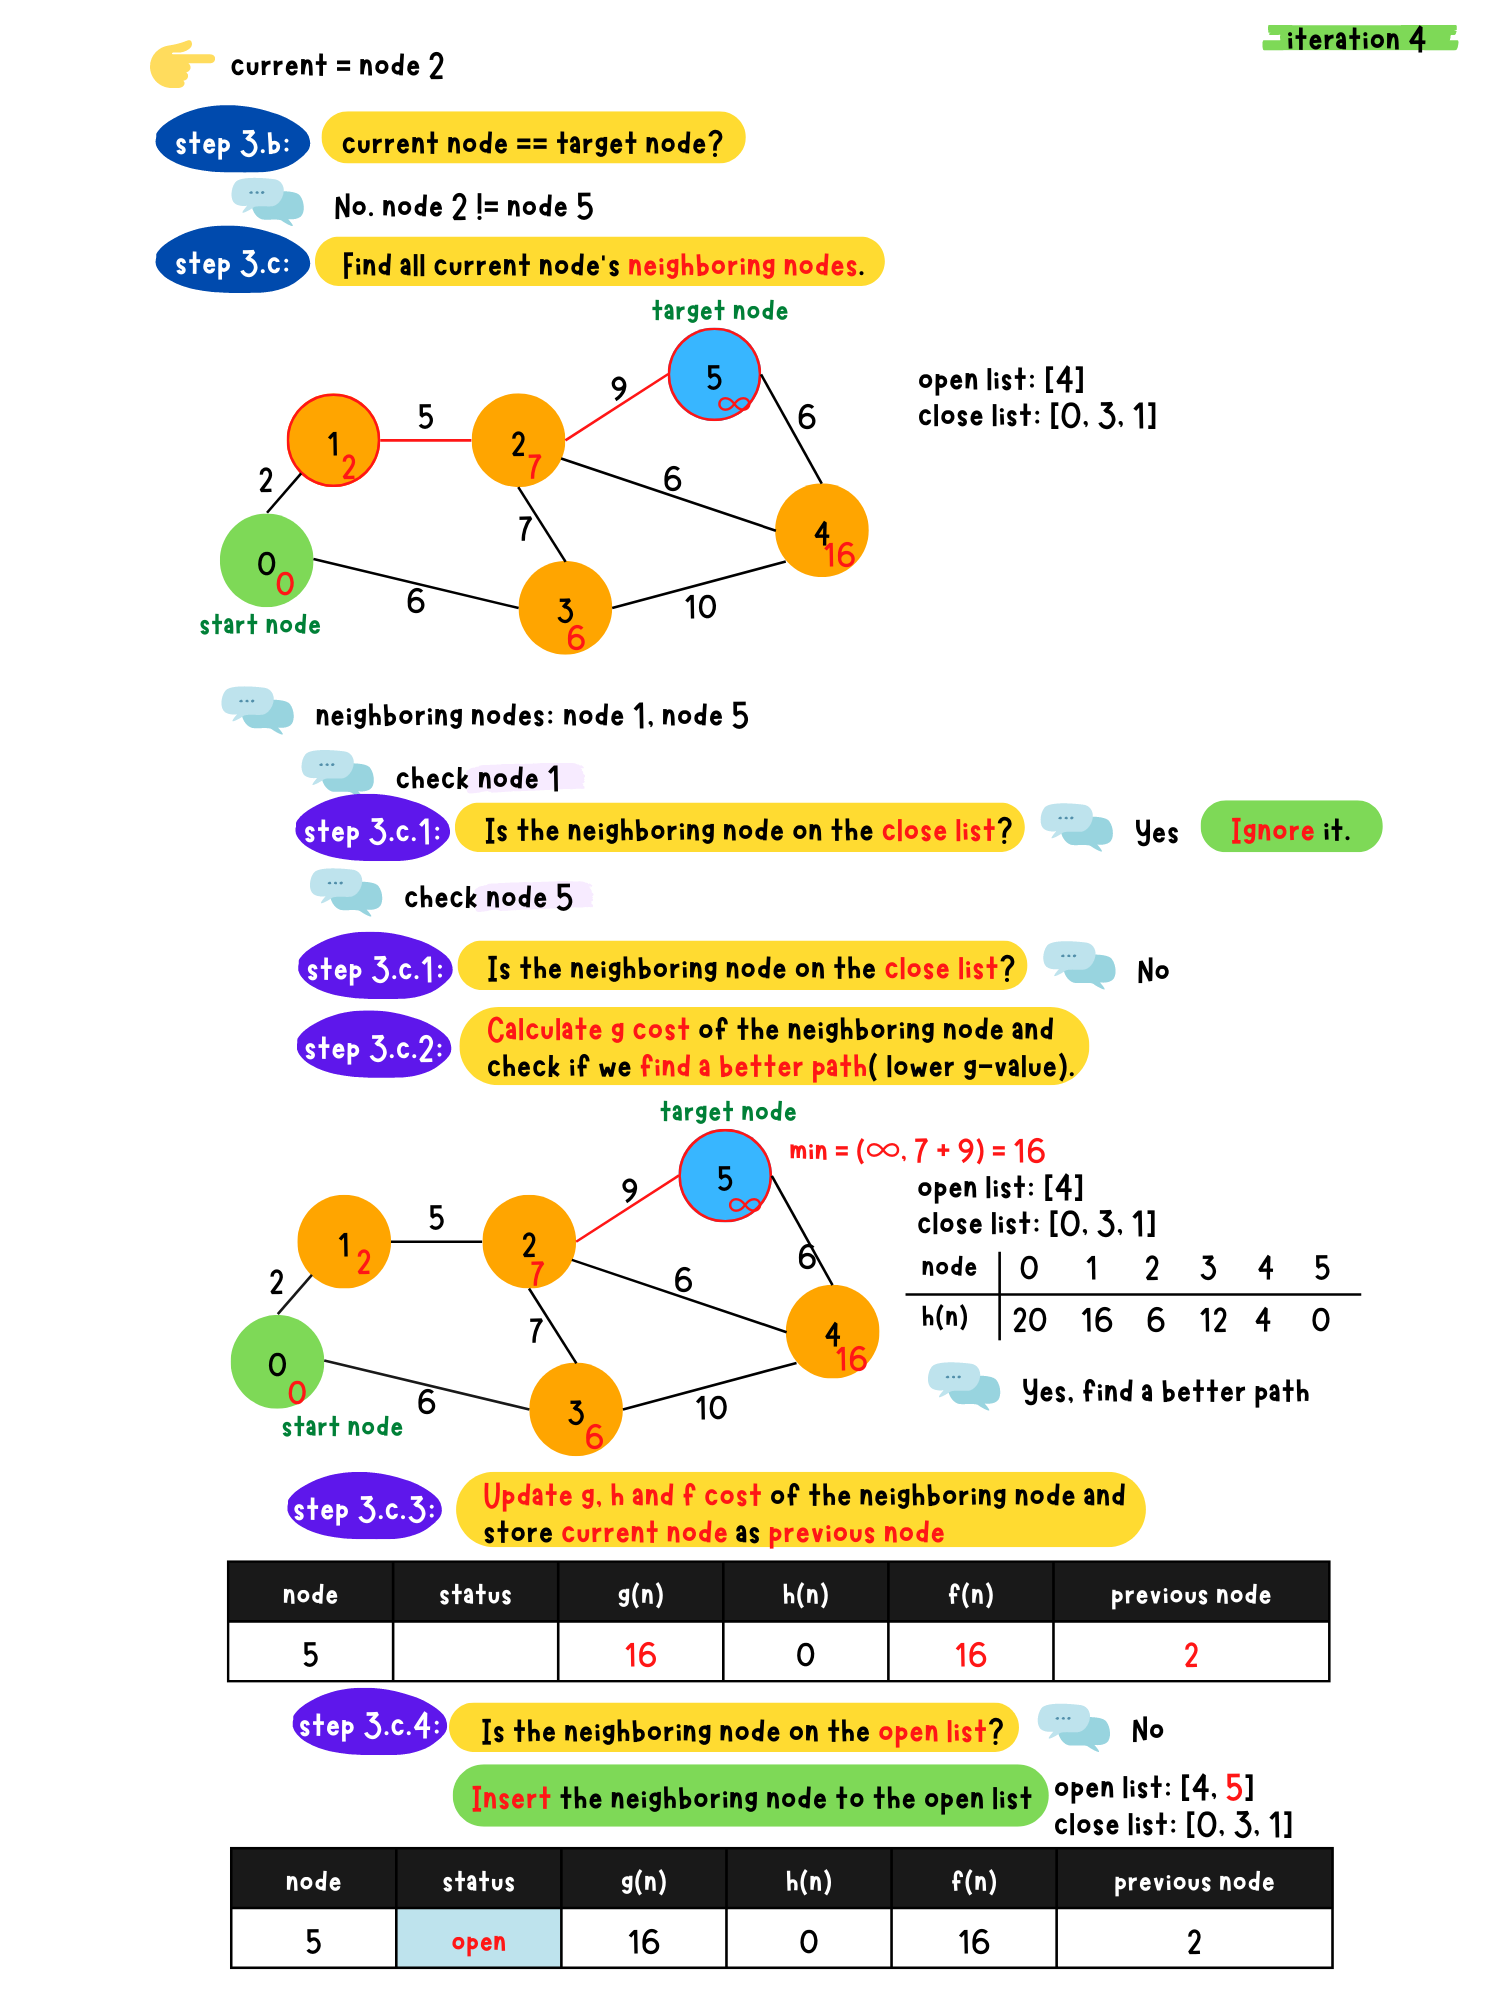 iteration 4
current = node 2
step 3.b:
current node == target node?
...
No. node 2 != node 5
step 3.c:
Find all current node's neighboring nodes.
target node
5
∞
9
6
open list: [4]
close list: [0, 3, 1]
1
2
5
2
7
2
6
4
16
7
0
0
6
3
6
10
start node
...
neighboring nodes: node 1, node 5
...
check node 1
step 3.c.1:
Is the neighboring node on the close list?
...
Yes
Ignore it.
...
check node 5
step 3.c.1:
Is the neighboring node on the close list?
...
No
step 3.c.2:
Calculate g cost of the neighboring node and
check if we find a better path( lower g-value).
target node
min = (∞, 7 + 9) = 16
5
∞
9
open list: [4]
close list: [0, 3, 1]
1
2
5
2
7
6
6
2
4
16
7
node 0 1 2 3 4 5
h(n) 20 16 6 12 4 0
0
0
6
3
6
10
start node
...
Yes, find a better path
step 3.c.3:
Update g, h and f cost of the neighboring node and
store current node as previous node
node status g(n) h(n) f(n) previous node
5 16 0 16 2
step 3.c.4:
Is the neighboring node on the open list?
...
No
Insert the neighboring node to the open list
open list: [4, 5]
close list: [0, 3, 1]
node status g(n) h(n) f(n) previous node
5 open 16 0 16 2